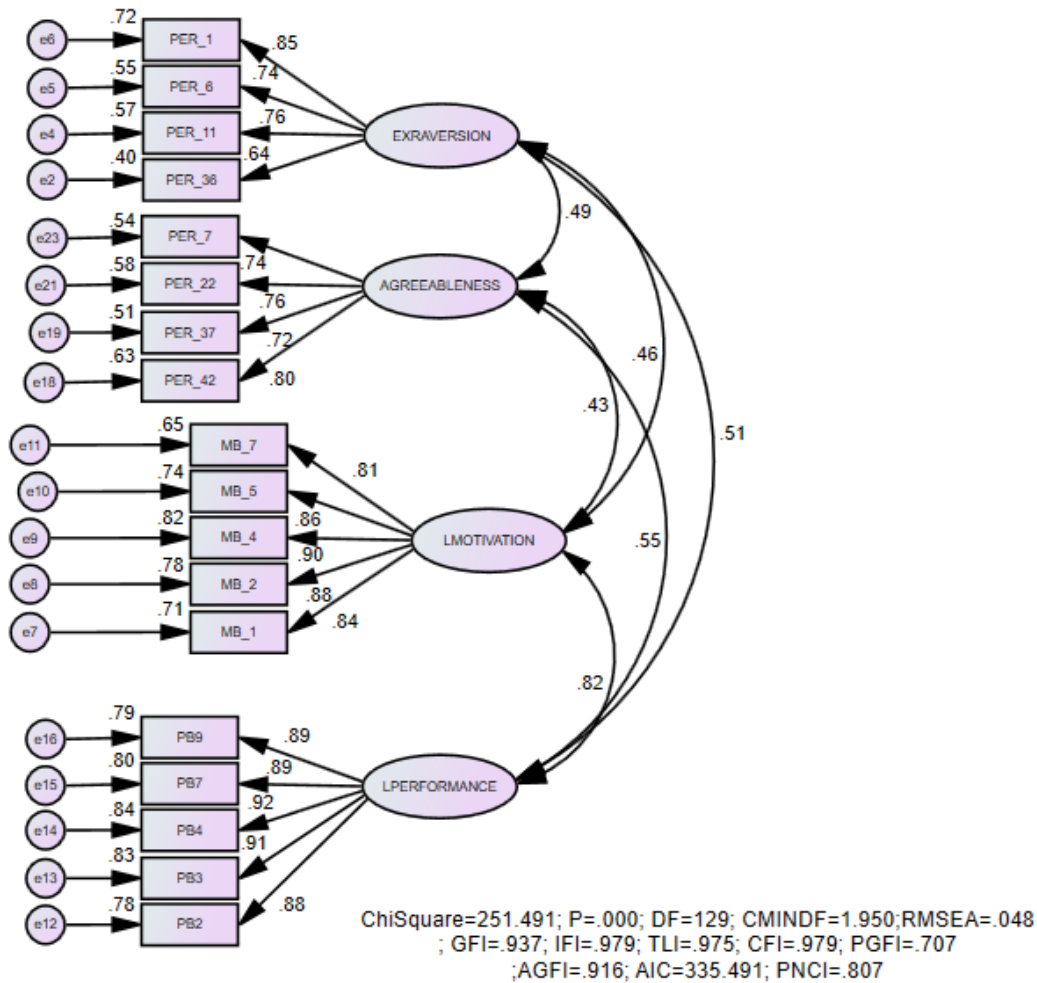 .72
e6
PER_1
.85
.55
e5
PER_6
.74
.57
e4
PER_11
.76
.40
e2
PER_36
.64
EXRAVERSION
.49
.54
e23
PER_7
.74
.58
e21
PER_22
.76
.51
e19
PER_37
.72
.63
e18
PER_42
.80
AGREEABLENESS
.46
.43
.51
.65
e11
MB_7
.81
.74
e10
MB_5
.86
.82
e9
MB_4
.90
.78
e8
MB_2
.88
.71
e7
MB_1
.84
LMOTIVATION
.55
.82
.79
e16
PB9
.89
.80
e15
PB7
.89
.84
e14
PB4
.92
.83
e13
PB3
.91
.78
e12
PB2
.88
LPERFORMANCE
ChiSquare=251.491; P=.000; DF=129; CMINDF=1.950;RMSEA=.048
; GFI=.937; IFI=.979; TLI=.975; CFI=.979; PGFI=.707
;AGFI=.916; AIC=335.491; PNCI=.807